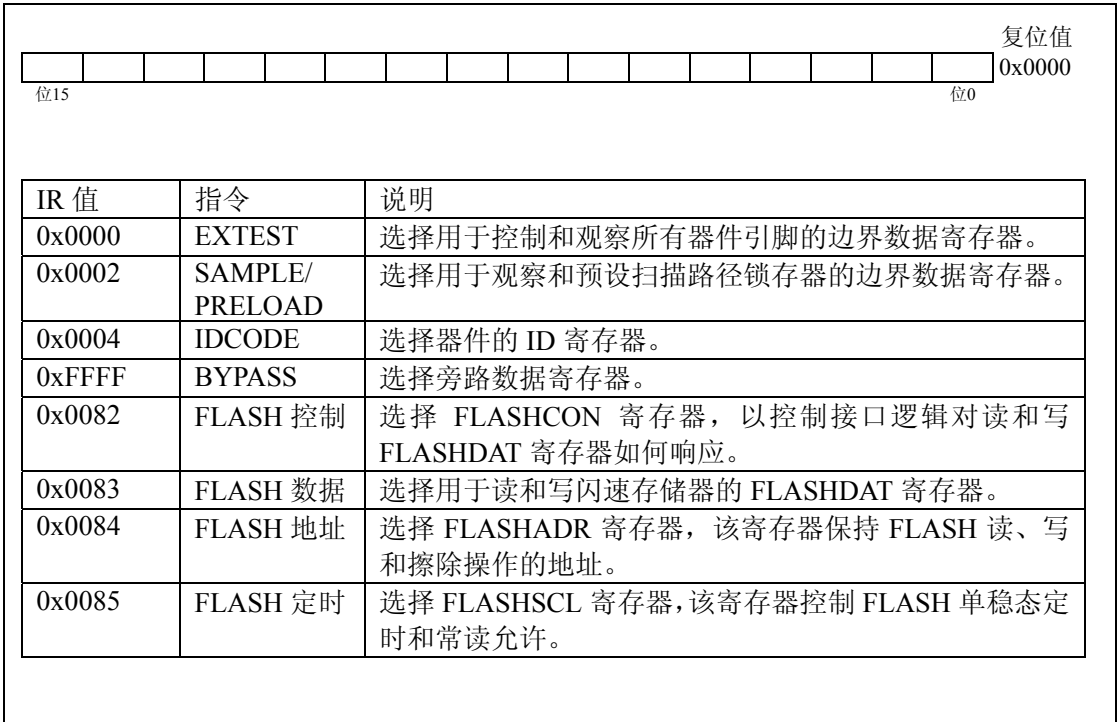 复位值
0x0000
位15 位0
IR 值 指令 说明
0x0000 EXTEST 选择用于控制和观察所有器件引脚的边界数据寄存器。
0x0002 SAMPLE/ 选择用于观察和预设扫描路径锁存器的边界数据寄存器。
PRELOAD
0x0004 IDCODE 选择器件的 ID 寄存器。
0xFFFF BYPASS 选择旁路数据寄存器。
0x0082 FLASH 控制 选择 FLASHCON 寄存器，以控制接口逻辑对读和写
FLASHDAT 寄存器如何响应。
0x0083 FLASH 数据 选择用于读和写闪速存储器的 FLASHDAT 寄存器。
0x0084 FLASH 地址 选择 FLASHADR 寄存器，该寄存器保持 FLASH 读、写
和擦除操作的地址。
0x0085 FLASH 定时 选择 FLASHSCL 寄存器，该寄存器控制 FLASH 单稳态定
时和常读允许。